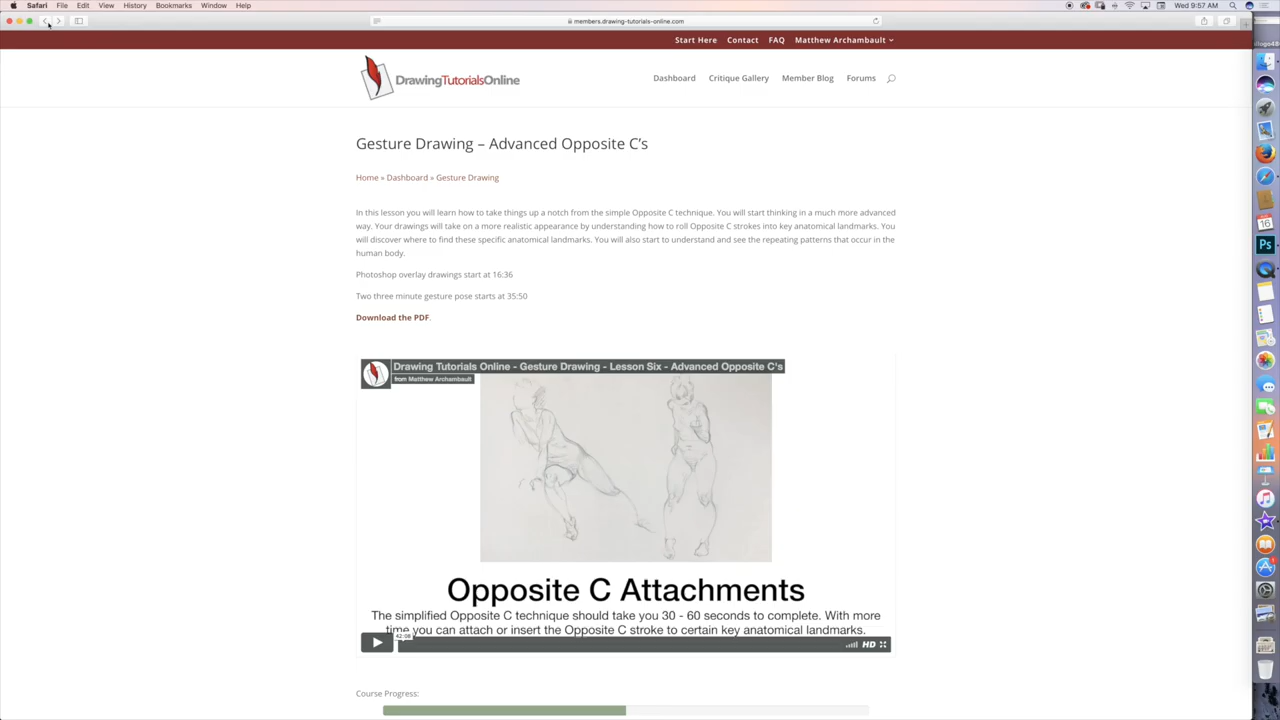 Safari File Edit View History Bookmarks Window Help
Wed 9:57 AM
members.drawing-tutorials-online.com
Start Here Contact FAQ Matthew Archambault
DrawingTutorialsOnline
Dashboard Critique Gallery Member Blog Forums
Gesture Drawing – Advanced Opposite C’s
Home » Dashboard » Gesture Drawing
In this lesson you will learn how to take things up a notch from the simple Opposite C technique. You will start thinking in a much more advanced
way. Your drawings will take on a more realistic appearance by understanding how to roll Opposite C strokes into key anatomical landmarks. You
will discover where to find these specific anatomical landmarks. You will also start to understand and see the repeating patterns that occur in the
human body.
Photoshop overlay drawings start at 16:36
Two three minute gesture pose starts at 35:50
Download the PDF.
Drawing Tutorials Online - Gesture Drawing - Lesson Six - Advanced Opposite C's
from Matthew Archambault
Opposite C Attachments
The simplified Opposite C technique should take you 30 - 60 seconds to complete. With more
time you can attach or insert the Opposite C stroke to certain key anatomical landmarks.
42:08
HD
Course Progress:
16
Ps